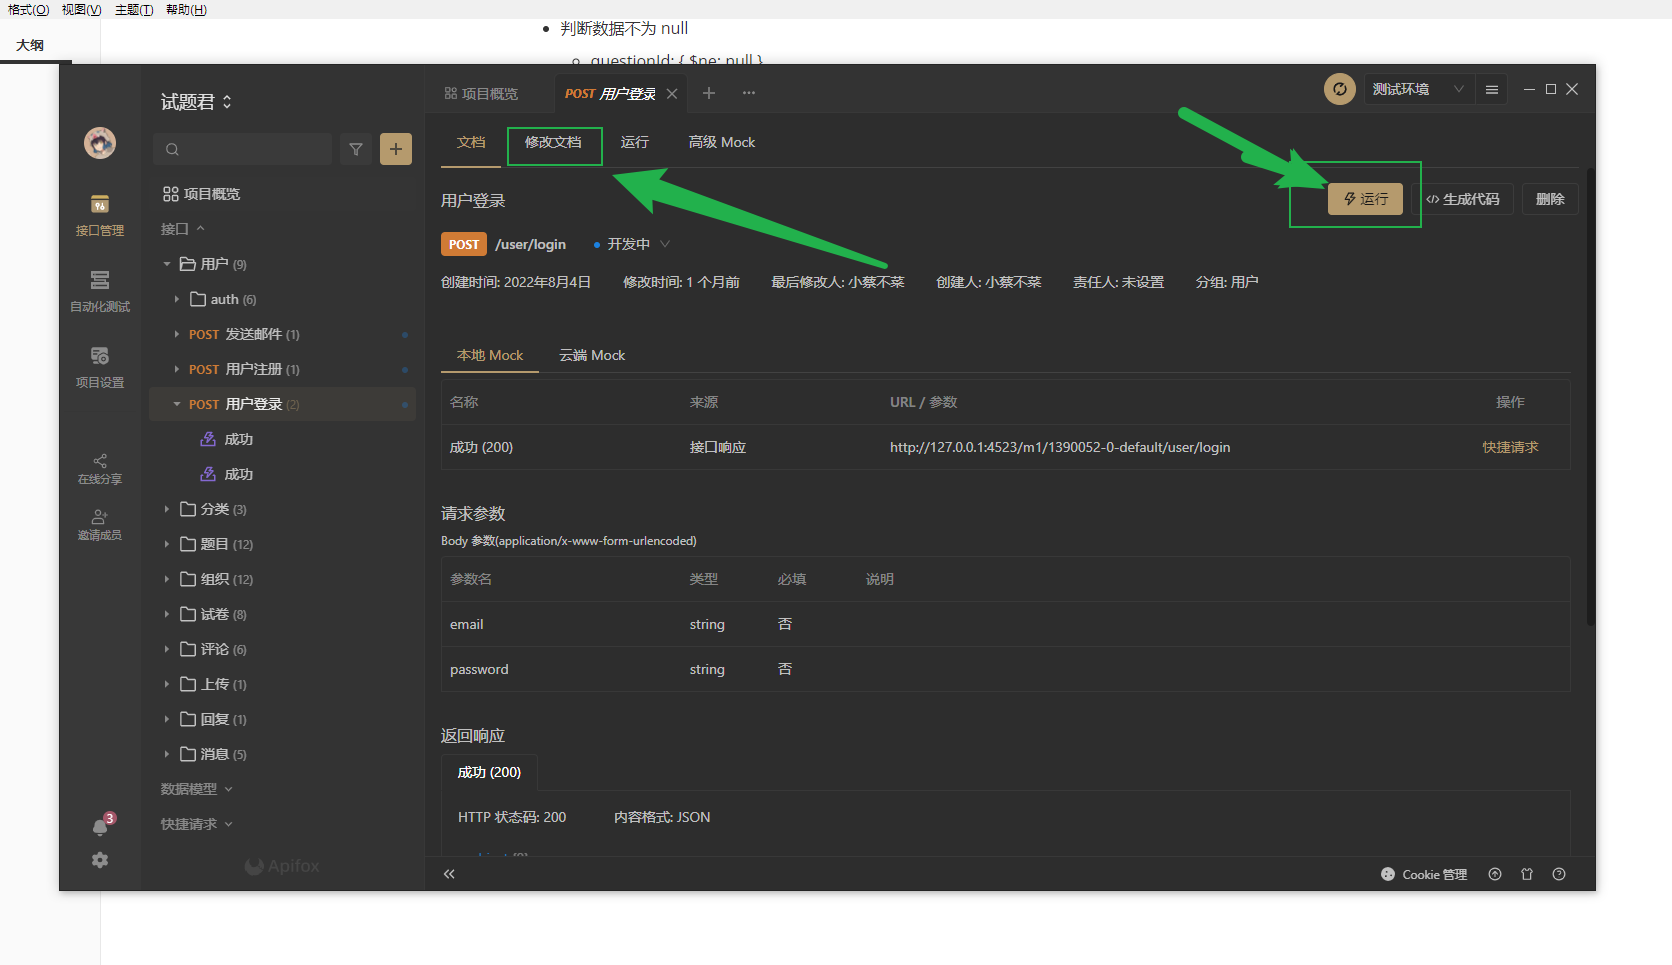 格式(O) 视图(V) 主题(T) 帮助(H)
大纲
判断数据不为 null
questionId: { $ne: null }
试题君
项目概览
POST 用户登录
测试环境
文档
修改文档
运行
高级 Mock
接口管理
自动化测试
项目设置
在线分享
邀请成员
3
项目概览
接口
用户 (9)
auth (6)
POST 发送邮件 (1)
POST 用户注册 (1)
POST 用户登录 (2)
成功
成功
分类 (3)
题目 (12)
组织 (12)
试卷 (8)
评论 (6)
上传 (1)
回复 (1)
消息 (5)
数据模型
快捷请求
Apifox
用户登录
运行
</> 生成代码
删除
POST /user/login 开发中
创建时间: 2022年8月4日 修改时间: 1 个月前 最后修改人: 小蔡不菜 创建人: 小蔡不菜 责任人: 未设置 分组: 用户
本地 Mock 云端 Mock
名称 来源 URL / 参数 操作
成功 (200) 接口响应 http://127.0.0.1:4523/m1/1390052-0-default/user/login 快捷请求
请求参数
Body 参数(application/x-www-form-urlencoded)
参数名 类型 必填 说明
email string 否
password string 否
返回响应
成功 (200)
HTTP 状态码: 200 内容格式: JSON
Cookie 管理